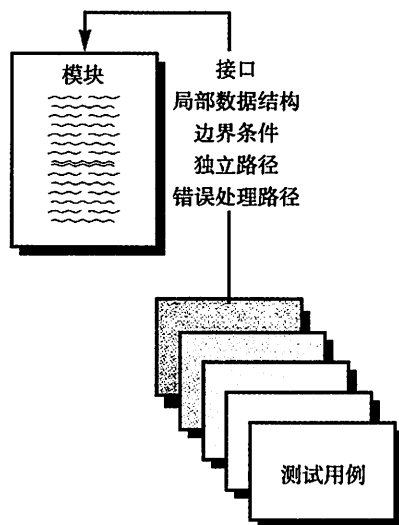 模块
接口
局部数据结构
边界条件
独立路径
错误处理路径
测试用例